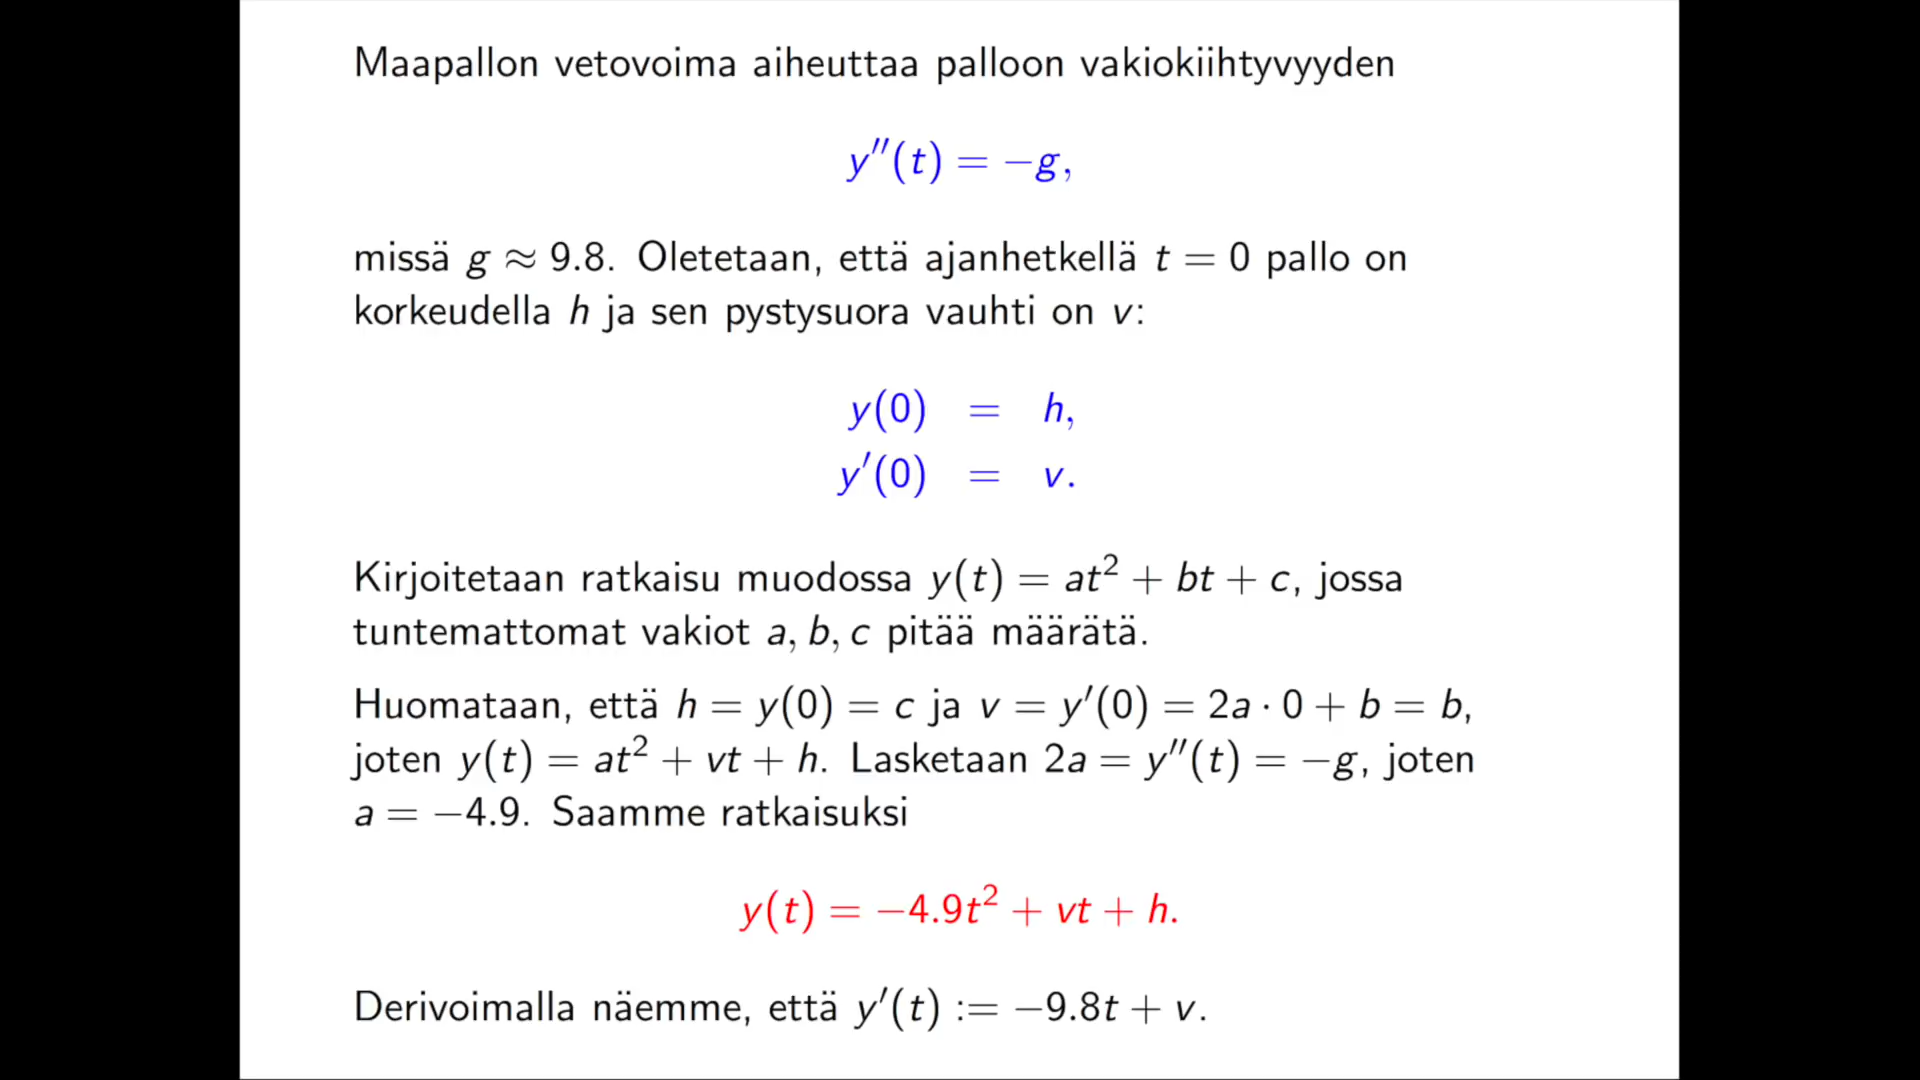 Maapallon vetovoima aiheuttaa palloon vakiokiihtyvyyden
y′′(t) = −g,
missä g ≈ 9.8. Oletetaan, että ajanhetkellä t = 0 pallo on
korkeudella h ja sen pystysuora vauhti on v:
y(0) = h,
y′(0) = v.
Kirjoitetaan ratkaisu muodossa y(t) = at² + bt + c, jossa
tuntemattomat vakiot a, b, c pitää määrätä.
Huomataan, että h = y(0) = c ja v = y′(0) = 2a · 0 + b = b,
joten y(t) = at² + vt + h. Lasketaan 2a = y′′(t) = −g, joten
a = −4.9. Saamme ratkaisuksi
y(t) = −4.9t² + vt + h.
Derivoimalla näemme, että y′(t) := −9.8t + v.